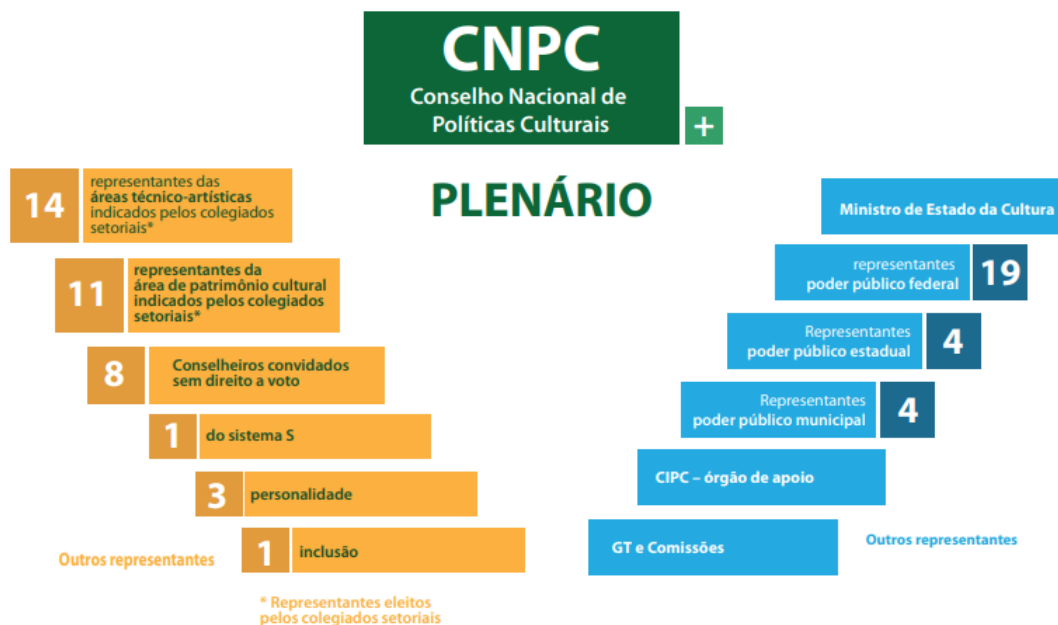 CNPC
Conselho Nacional de
Políticas Culturais
+
PLENÁRIO
14
representantes das
áreas técnico-artísticas
indicados pelos colegiados
setoriais*
11
representantes da
área de patrimônio cultural
indicados pelos colegiados
setoriais*
8
Conselheiros convidados
sem direito a voto
1
do sistema S
3
personalidade
1
inclusão
Outros representantes
* Representantes eleitos
pelos colegiados setoriais
Ministro de Estado da Cultura
representantes
poder público federal
19
Representantes
poder público estadual
4
Representantes
poder público municipal
4
CIPC – órgão de apoio
GT e Comissões
Outros representantes